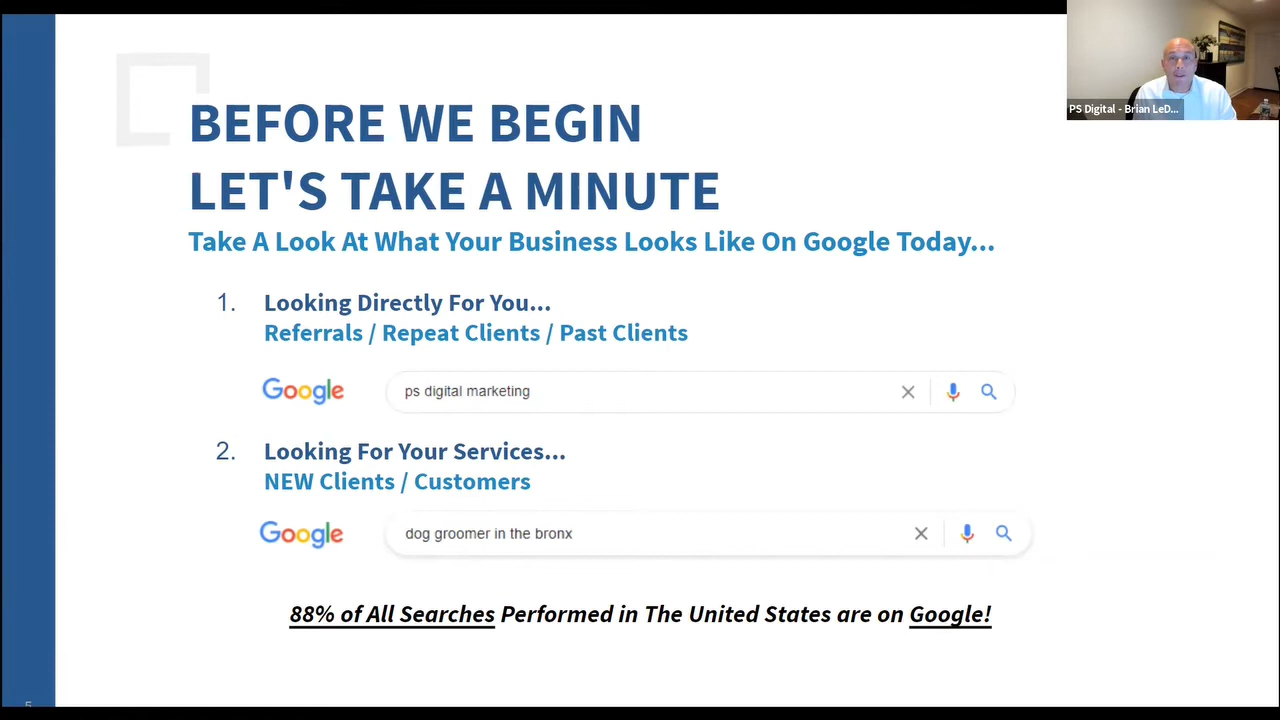 BEFORE WE BEGIN
LET'S TAKE A MINUTE
Take A Look At What Your Business Looks Like On Google Today...
1. Looking Directly For You...
Referrals / Repeat Clients / Past Clients
Google ps digital marketing
2. Looking For Your Services...
NEW Clients / Customers
Google dog groomer in the bronx
88% of All Searches Performed in The United States are on Google!
PS Digital - Brian LeD...
5